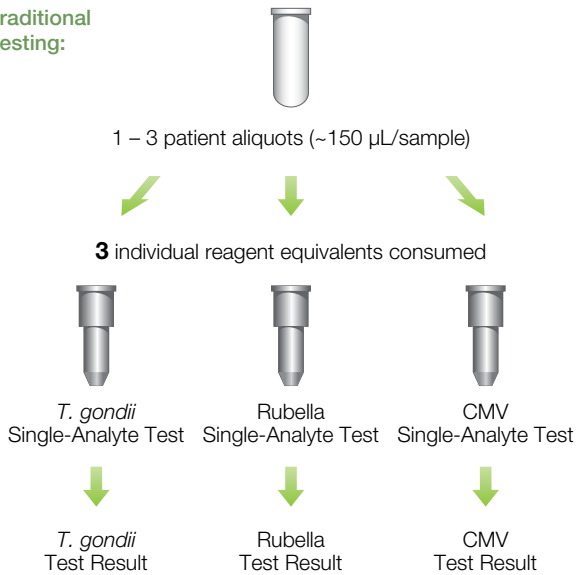 raditional
esting:
1 – 3 patient aliquots (~150 µL/sample)
3 individual reagent equivalents consumed
T. gondii Single-Analyte Test
Rubella Single-Analyte Test
CMV Single-Analyte Test
T. gondii Test Result
Rubella Test Result
CMV Test Result